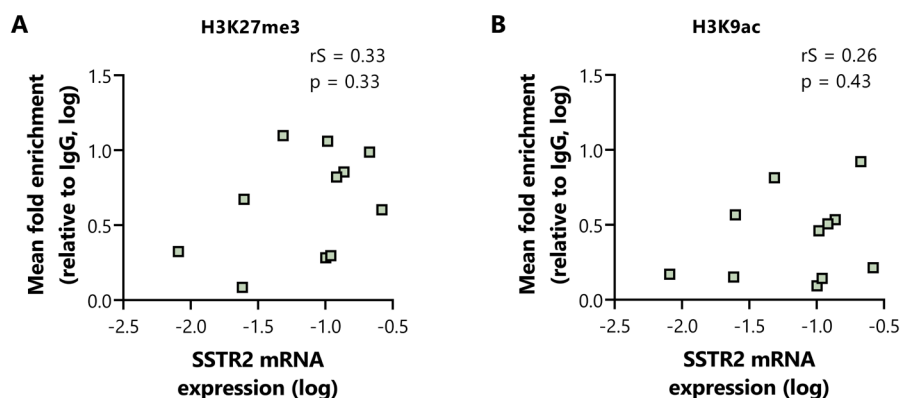 A
H3K27me3
rS = 0.33
p = 0.33
Mean fold enrichment
(relative to IgG, log)
1.5
1.0
0.5
0.0
-2.5 -2.0 -1.5 -1.0 -0.5
SSTR2 mRNA
expression (log)
B
H3K9ac
rS = 0.26
p = 0.43
Mean fold enrichment
(relative to IgG, log)
1.5
1.0
0.5
0.0
-2.5 -2.0 -1.5 -1.0 -0.5
SSTR2 mRNA
expression (log)